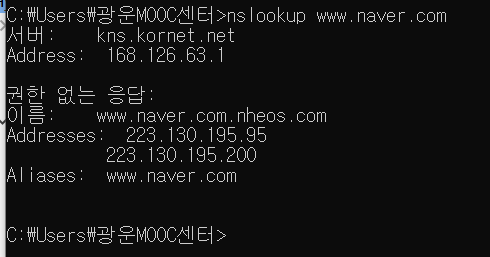 C:\Users\광운MOOC센터>nslookup www.naver.com
서버:    kns.kornet.net
Address:  168.126.63.1
권한 없는 응답:
이름:    www.naver.com.nheos.com
Addresses:  223.130.195.95
          223.130.195.200
Aliases:  www.naver.com
C:\Users\광운MOOC센터>